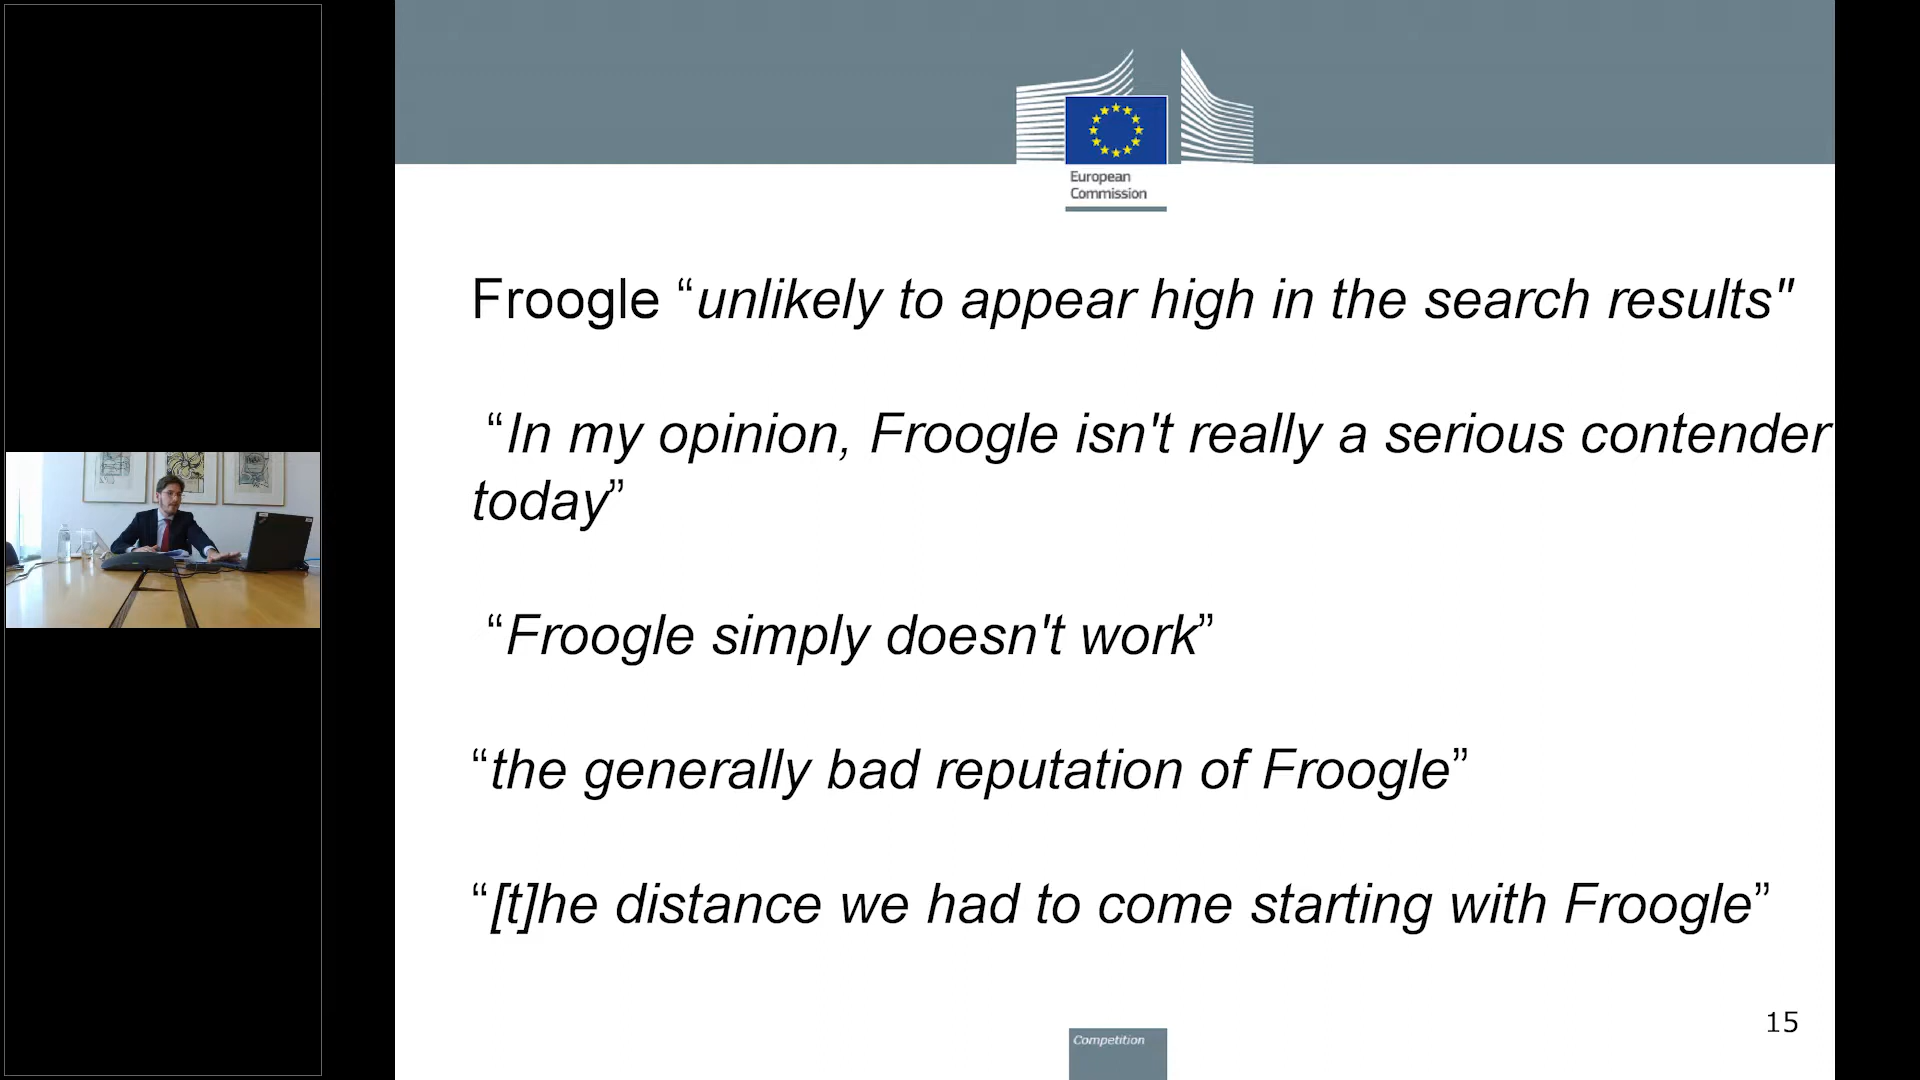 European
Commission
Froogle “unlikely to appear high in the search results"
“In my opinion, Froogle isn't really a serious contender
today”
“Froogle simply doesn't work”
“the generally bad reputation of Froogle”
“[t]he distance we had to come starting with Froogle”
15
Competition